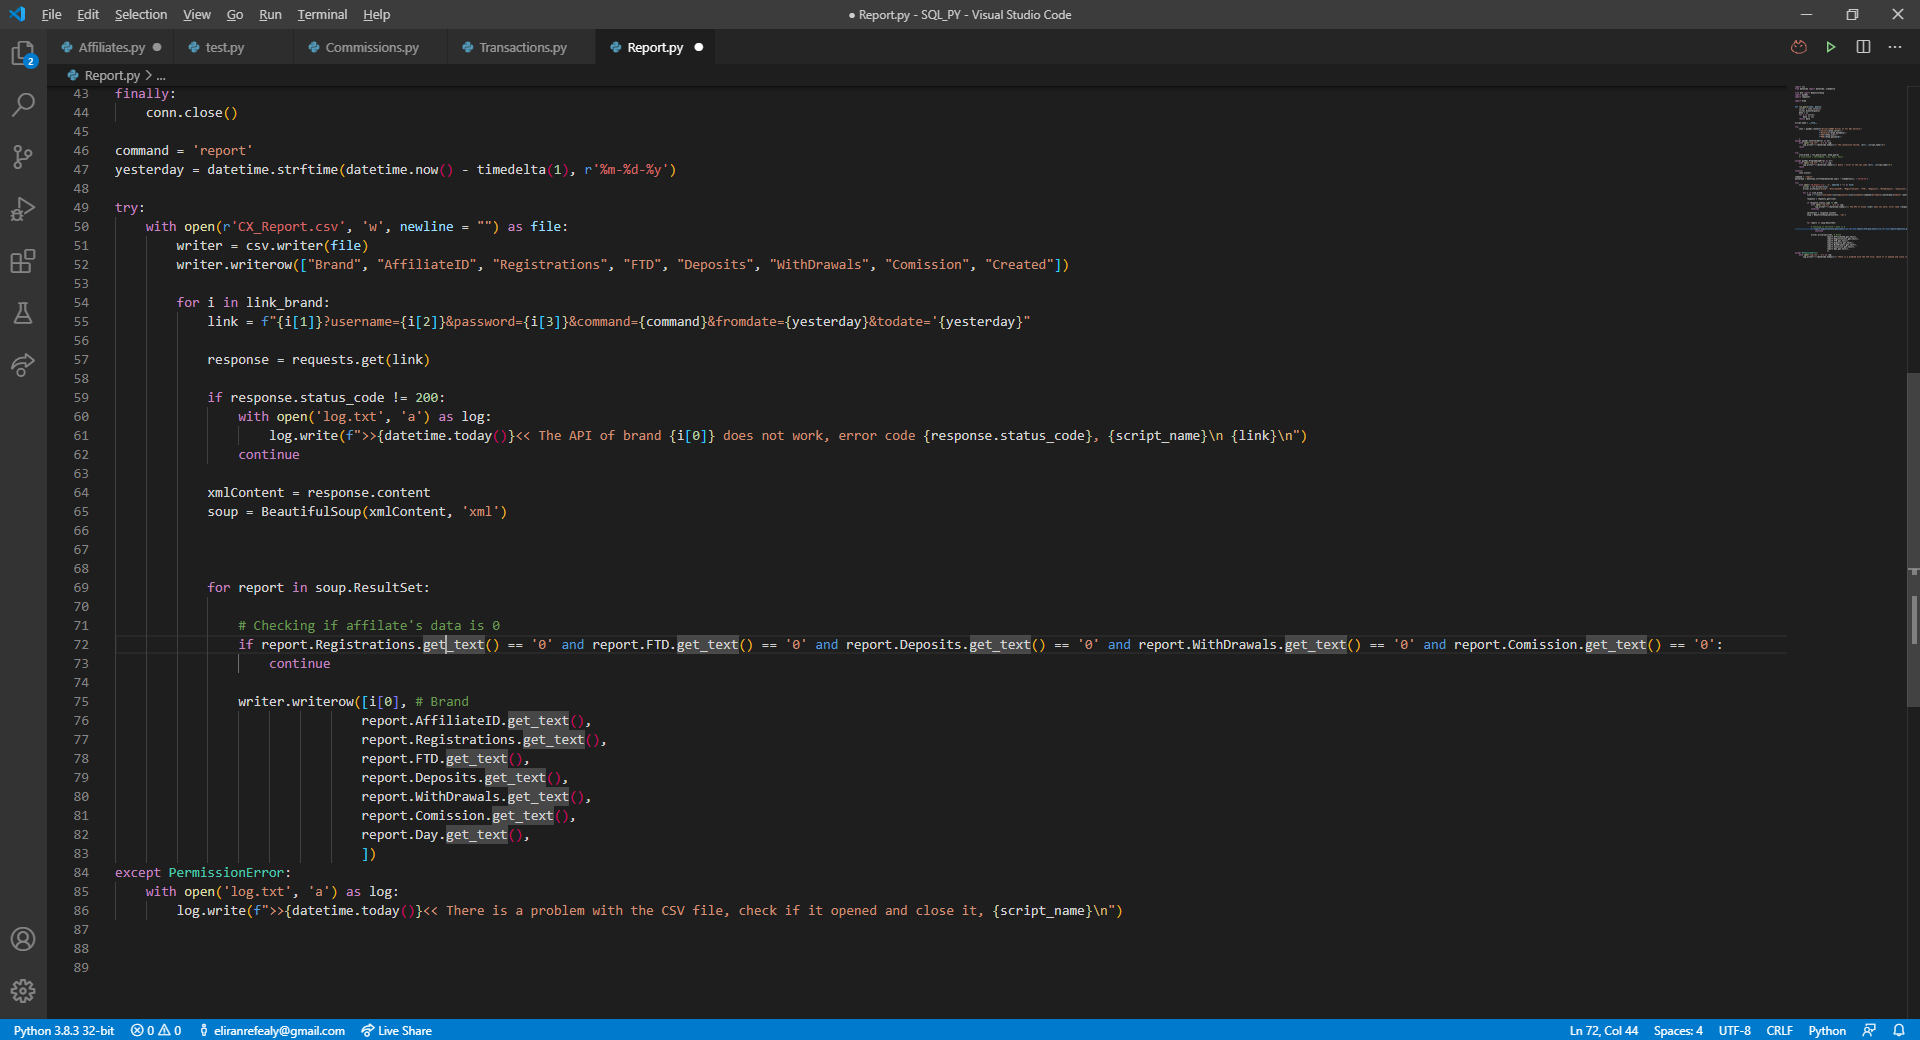 File Edit Selection View Go Run Terminal Help
● Report.py - SQL_PY - Visual Studio Code
Affiliates.py ● test.py Commissions.py Transactions.py Report.py ●
2
Report.py > ...
43 finally:
44 conn.close()
45
46 command = 'report'
47 yesterday = datetime.strftime(datetime.now() - timedelta(1), r'%m-%d-%y')
48
49 try:
50 with open(r'CX_Report.csv', 'w', newline = "") as file:
51 writer = csv.writer(file)
52 writer.writerow(["Brand", "AffiliateID", "Registrations", "FTD", "Deposits", "WithDrawals", "Comission", "Created"])
53
54 for i in link_brand:
55 link = f"{i[1]}?username={i[2]}&password={i[3]}&command={command}&fromdate={yesterday}&todate='{yesterday}"
56
57 response = requests.get(link)
58
59 if response.status_code != 200:
60 with open('log.txt', 'a') as log:
61 log.write(f">>{datetime.today()}<< The API of brand {i[0]} does not work, error code {response.status_code}, {script_name}\n {link}\n")
62 continue
63
64 xmlContent = response.content
65 soup = BeautifulSoup(xmlContent, 'xml')
66
67
68
69 for report in soup.ResultSet:
70
71 # Checking if affilate's data is 0
72 if report.Registrations.get_text() == '0' and report.FTD.get_text() == '0' and report.Deposits.get_text() == '0' and report.WithDrawals.get_text() == '0' and report.Comission.get_text() == '0':
73 continue
74
75 writer.writerow([i[0], # Brand
76 report.AffiliateID.get_text(),
77 report.Registrations.get_text(),
78 report.FTD.get_text(),
79 report.Deposits.get_text(),
80 report.WithDrawals.get_text(),
81 report.Comission.get_text(),
82 report.Day.get_text(),
83 ])
84 except PermissionError:
85 with open('log.txt', 'a') as log:
86 log.write(f">>{datetime.today()}<< There is a problem with the CSV file, check if it opened and close it, {script_name}\n")
87
88
89
Python 3.8.3 32-bit 0 0 eliranrefealy@gmail.com Live Share Ln 72, Col 44 Spaces: 4 UTF-8 CRLF Python